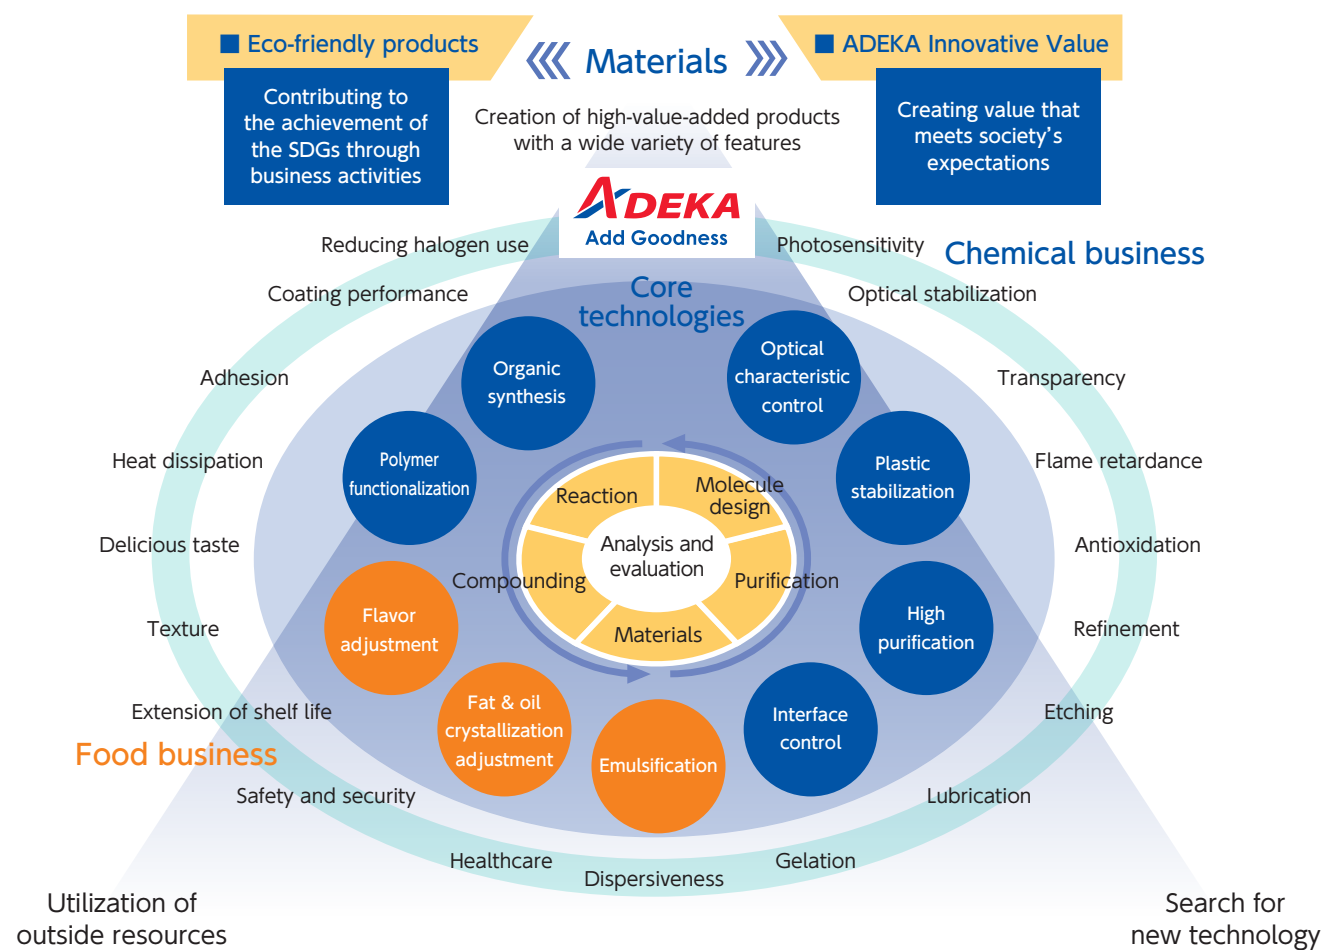 ■ Eco-friendly products
Contributing to
the achievement of
the SDGs through
business activities
Materials
Creation of high-value-added products
with a wide variety of features
■ ADEKA Innovative Value
Creating value that
meets society's
expectations
ADEKA
Add Goodness
Reducing halogen use
Photosensitivity
Chemical business
Coating performance
Core
technologies
Optical stabilization
Adhesion
Organic
synthesis
Optical
characteristic
control
Transparency
Heat dissipation
Polymer
functionalization
Plastic
stabilization
Flame retardance
Reaction
Molecule
design
Delicious taste
Analysis and
evaluation
Antioxidation
Compounding
Purification
Texture
Flavor
adjustment
Materials
High
purification
Refinement
Extension of shelf life
Fat & oil
crystallization
adjustment
Emulsification
Interface
control
Etching
Food business
Safety and security
Lubrication
Healthcare
Dispersiveness
Gelation
Utilization of
outside resources
Search for
new technology